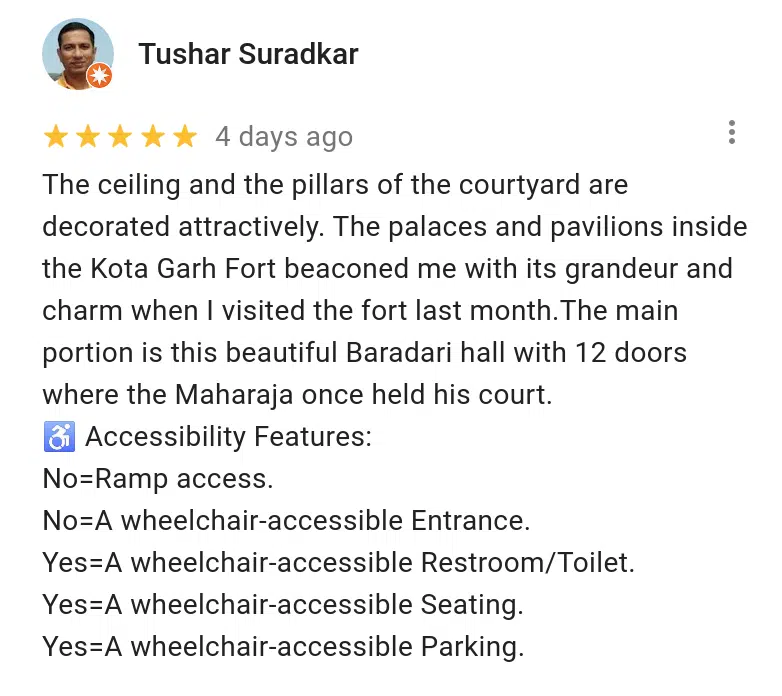 Tushar Suradkar
4 days ago
The ceiling and the pillars of the courtyard are
decorated attractively. The palaces and pavilions inside
the Kota Garh Fort beaconed me with its grandeur and
charm when I visited the fort last month.The main
portion is this beautiful Baradari hall with 12 doors
where the Maharaja once held his court.
♿ Accessibility Features:
No=Ramp access.
No=A wheelchair-accessible Entrance.
Yes=A wheelchair-accessible Restroom/Toilet.
Yes=A wheelchair-accessible Seating.
Yes=A wheelchair-accessible Parking.